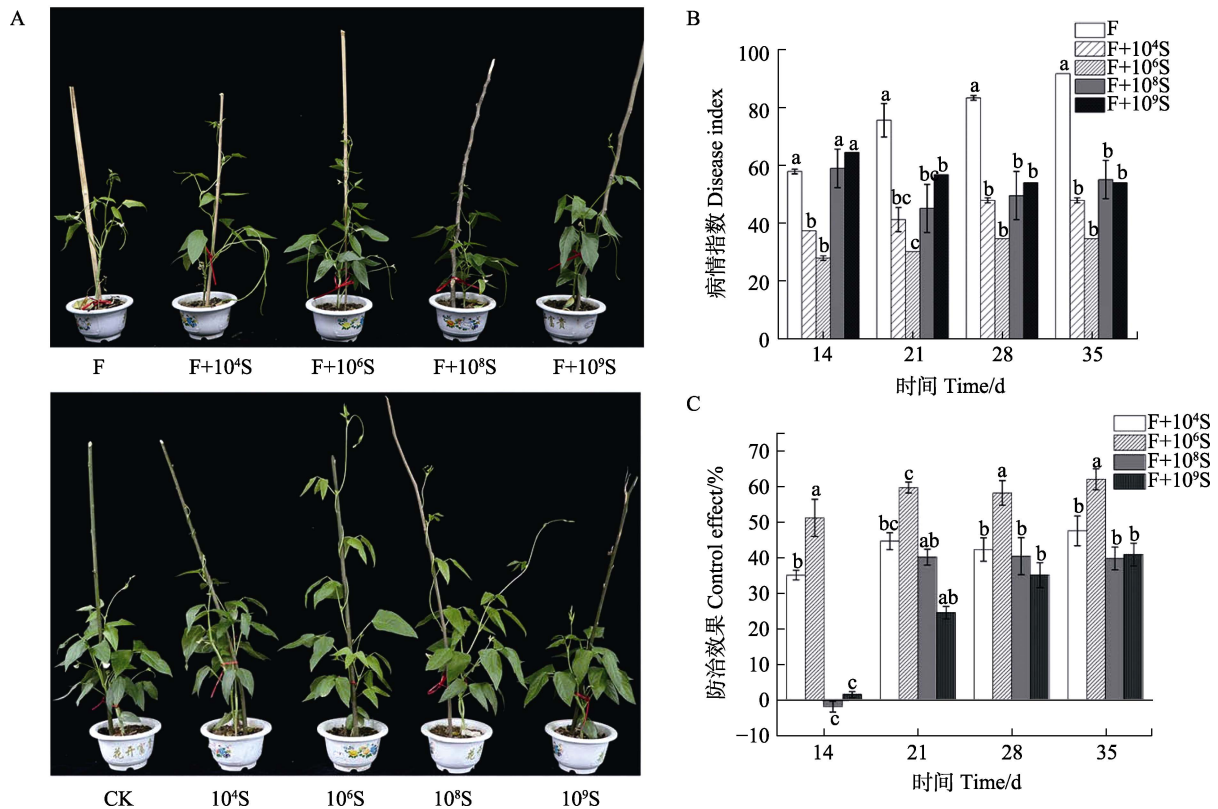 A
F F+10⁴S F+10⁶S F+10⁸S F+10⁹S
CK 10⁴S 10⁶S 10⁸S 10⁹S
B
F
F+10⁴S
F+10⁶S
F+10⁸S
F+10⁹S
病情指数 Disease index
100
80
60
40
20
0
a b b a a
a bc c bc b
a b b b b
a b b b b
14 21 28 35
时间 Time/d
C
F+10⁴S
F+10⁶S
F+10⁸S
F+10⁹S
防治效果 Control effect/%
70
60
50
40
30
20
10
0
−10
b a c c
bc c ab ab
b a b b
b a b b
14 21 28 35
时间 Time/d